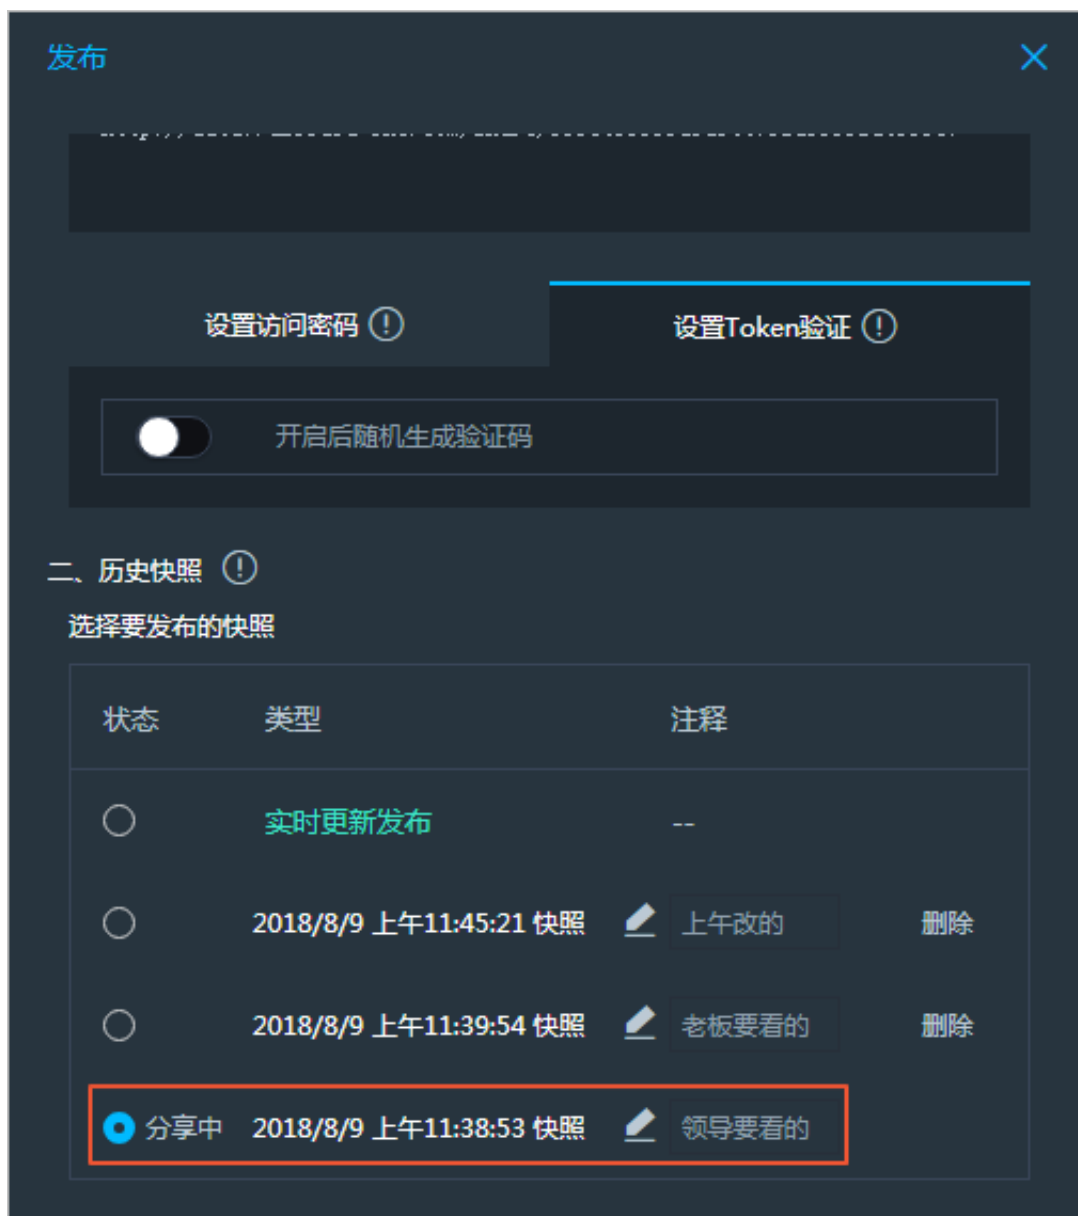 发布
设置访问密码
设置Token验证
开启后随机生成验证码
二、历史快照
选择要发布的快照
状态 类型 注释
实时更新发布 --
2018/8/9 上午11:45:21 快照 上午改的 删除
2018/8/9 上午11:39:54 快照 老板要看的 删除
分享中 2018/8/9 上午11:38:53 快照 领导要看的